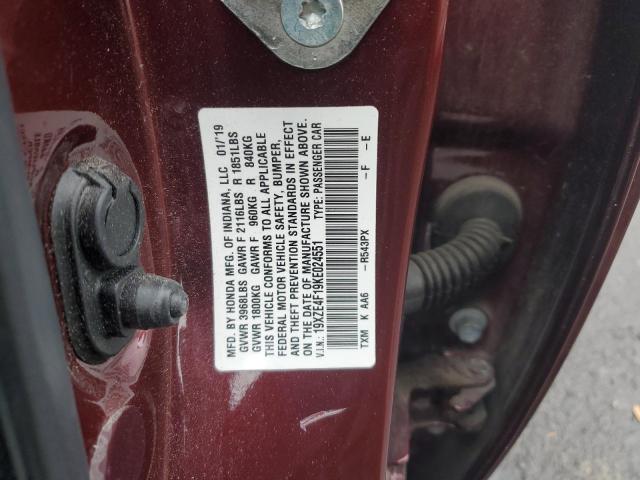 MFD. BY HONDA MFG. OF INDIANA, LLC 01/'19
GVWR 3968LBS GAWR F 2116LBS R 1851LBS
GVWR 1800KG GAWR F 960KG R 840KG
THIS VEHICLE CONFORMS TO ALL APPLICABLE
FEDERAL MOTOR VEHICLE SAFETY, BUMPER,
AND THEFT PREVENTION STANDARDS IN EFFECT
ON THE DATE OF MANUFACTURE SHOWN ABOVE.
V.I.N.: 19XZE4F19KE024551 TYPE: PASSENGER CAR
TXM K AA6 -R543PX -F -E